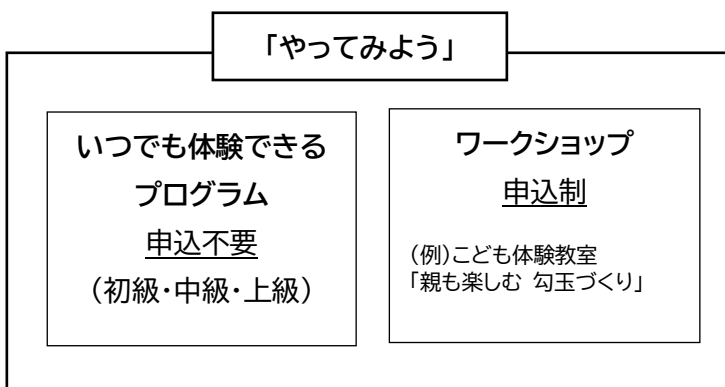 「やってみよう」
いつでも体験できる
プログラム
申込不要
（初級・中級・上級）
ワークショップ
申込制
（例）こども体験教室
「親も楽しむ 勾玉づくり」